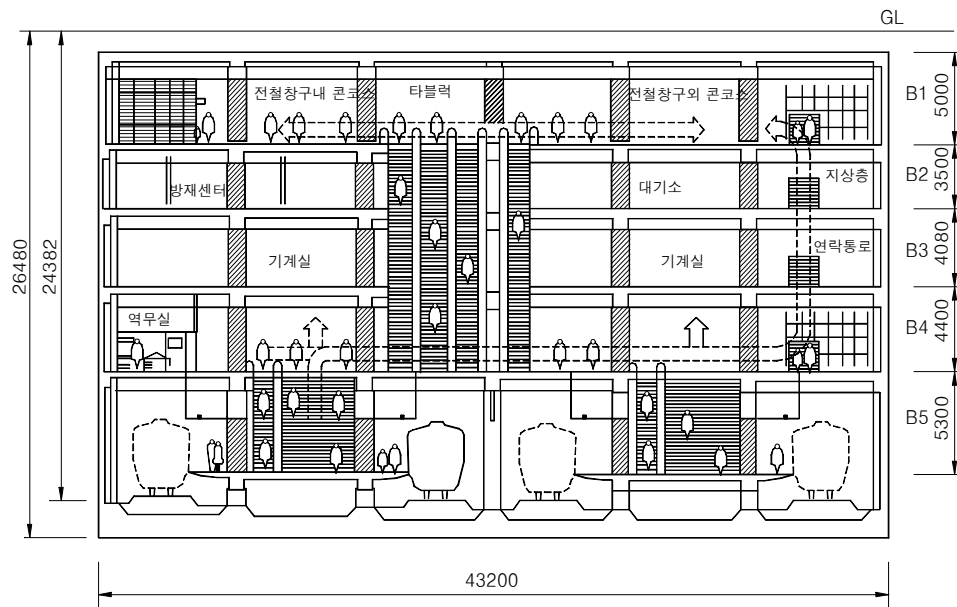 GL
전철창구내 콘코스
타블럭
전철창구외 콘코스
B1
5000
방재센터
대기소
지상층
B2
3500
기계실
기계실
연락통로
B3
4080
역무실
B4
4400
B5
5300
26480
24382
43200